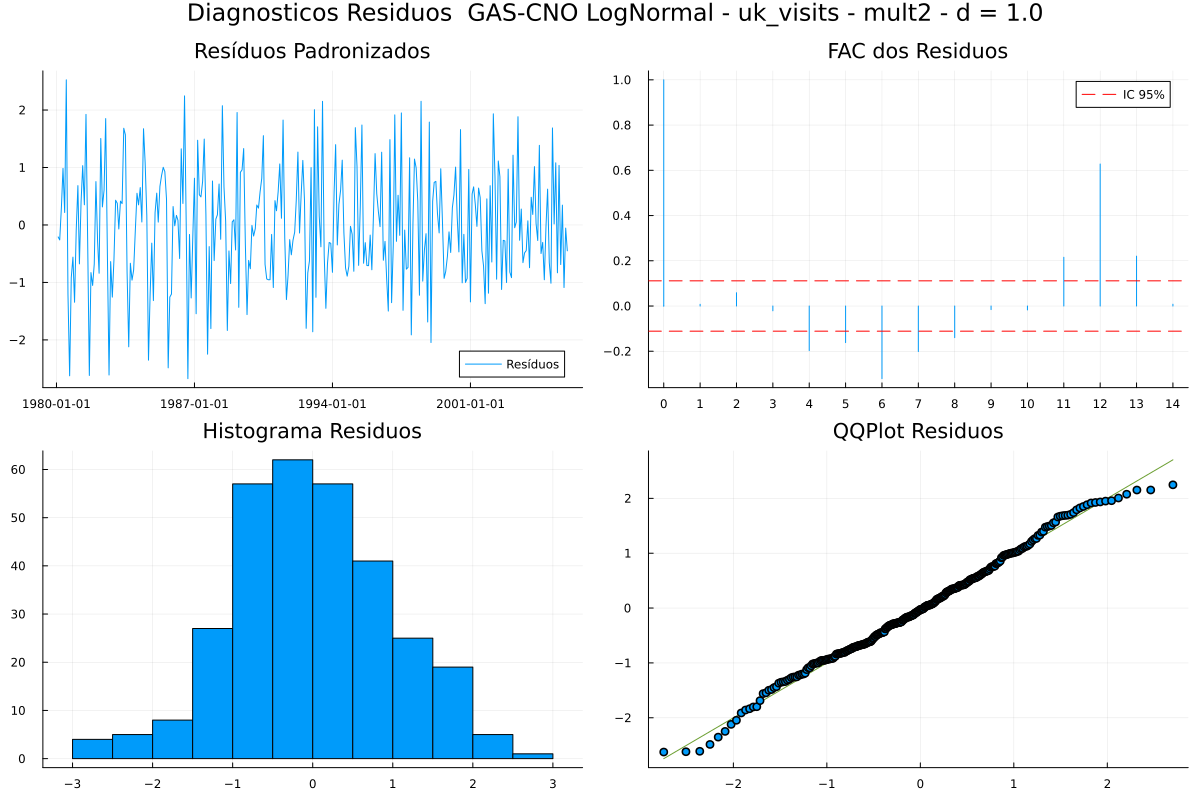 Diagnosticos Residuos  GAS-CNO LogNormal - uk_visits - mult2 - d = 1.0
Resíduos Padronizados
2
1
0
−1
−2
Resíduos
1980-01-01 1987-01-01 1994-01-01 2001-01-01
FAC dos Residuos
1.0
0.8
0.6
0.4
0.2
0.0
−0.2
IC 95%
0 1 2 3 4 5 6 7 8 9 10 11 12 13 14
Histograma Residuos
60
50
40
30
20
10
0
−3 −2 −1 0 1 2 3
QQPlot Residuos
2
1
0
−1
−2
−2 −1 0 1 2